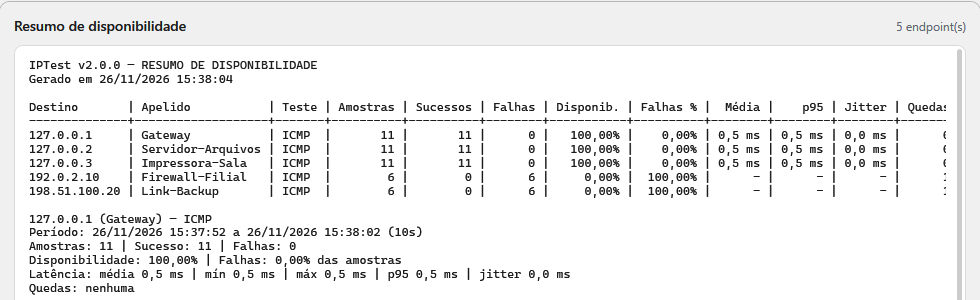 Resumo de disponibilidade 5 endpoint(s)
IPTest v2.0.0 — RESUMO DE DISPONIBILIDADE
Gerado em 26/11/2026 15:38:04
Destino | Apelido | Teste | Amostras | Sucessos | Falhas | Disponib. | Falhas % | Média | p95 | Jitter | Quedas
127.0.0.1 | Gateway | ICMP | 11 | 11 | 0 | 100,00% | 0,00% | 0,5 ms | 0,5 ms | 0,0 ms |
127.0.0.2 | Servidor-Arquivos | ICMP | 11 | 11 | 0 | 100,00% | 0,00% | 0,5 ms | 0,5 ms | 0,0 ms |
127.0.0.3 | Impressora-Sala | ICMP | 11 | 11 | 0 | 100,00% | 0,00% | 0,5 ms | 0,5 ms | 0,0 ms |
192.0.2.10 | Firewall-Filial | ICMP | 6 | 0 | 6 | 0,00% | 100,00% | — | — | — |
198.51.100.20 | Link-Backup | ICMP | 6 | 0 | 6 | 0,00% | 100,00% | — | — | — |
127.0.0.1 (Gateway) — ICMP
Período: 26/11/2026 15:37:52 a 26/11/2026 15:38:02 (10s)
Amostras: 11 | Sucesso: 11 | Falhas: 0
Disponibilidade: 100,00% | Falhas: 0,00% das amostras
Latência: média 0,5 ms | mín 0,5 ms | máx 0,5 ms | p95 0,5 ms | jitter 0,0 ms
Quedas: nenhuma